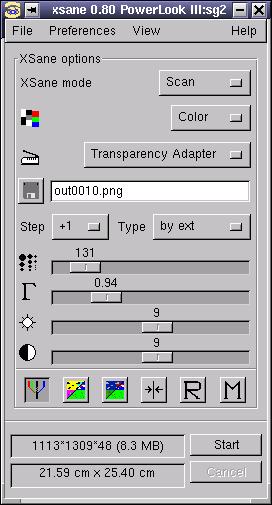 xsane 0.80 PowerLook III:sg2
File Preferences View Help
XSane options
XSane mode Scan
Color
Transparency Adapter
out0010.png
Step +1 Type by ext
131
Γ 0.94
9
9
R M
1113*1309*48 (8.3 MB) Start
21.59 cm x 25.40 cm Cancel